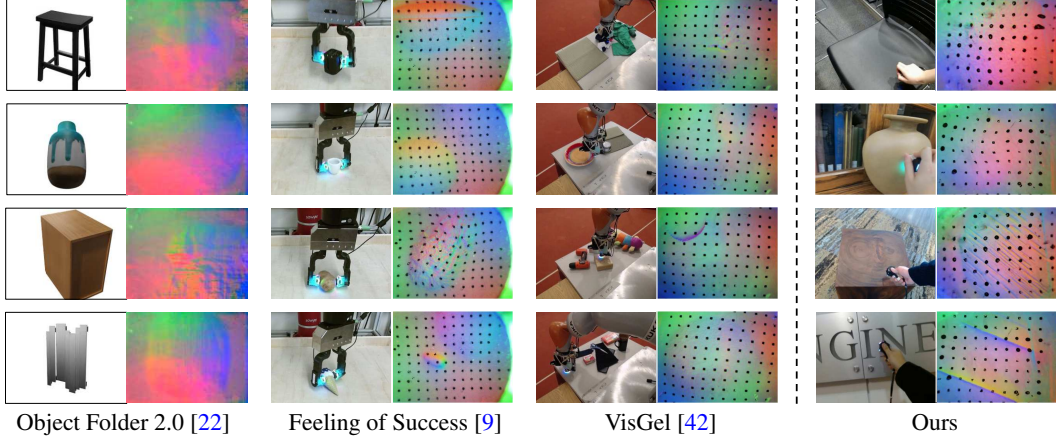 NGINE
Object Folder 2.0 [22]
Feeling of Success [9]
VisGel [42]
Ours